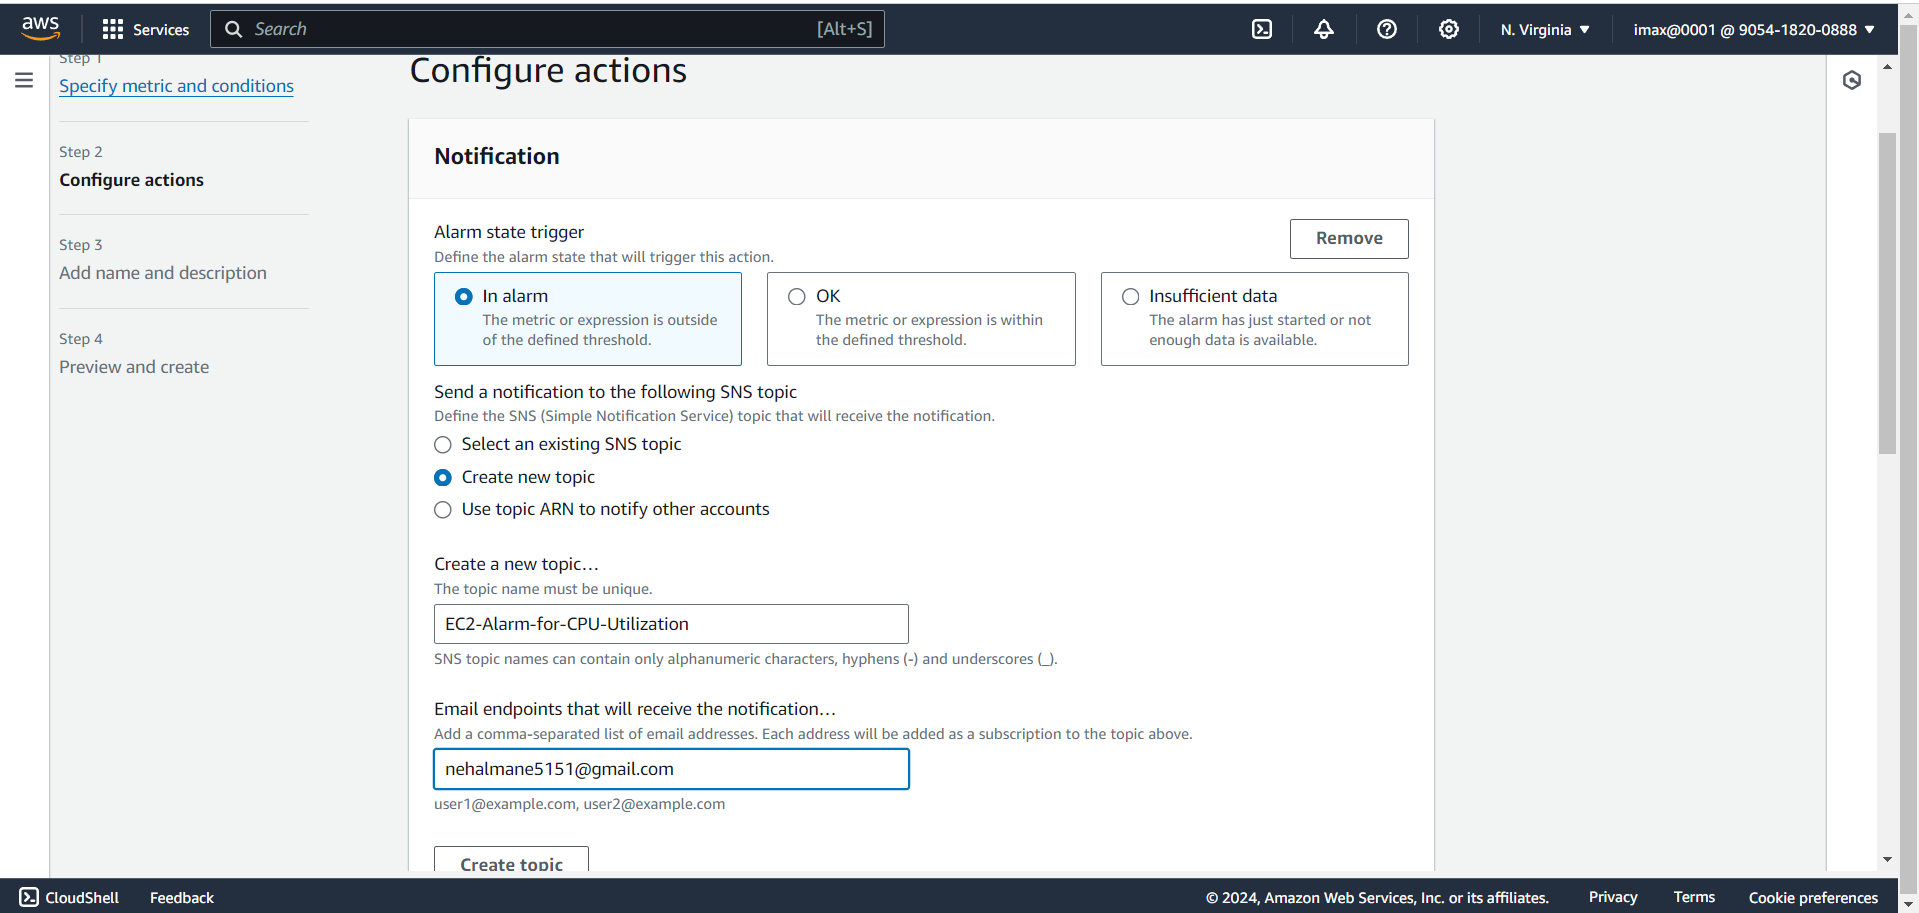 aws
Services
Search
[Alt+S]
N. Virginia
imax@0001 @ 9054-1820-0888
Step 1
Specify metric and conditions
Step 2
Configure actions
Step 3
Add name and description
Step 4
Preview and create
Configure actions
Notification
Alarm state trigger
Define the alarm state that will trigger this action.
Remove
In alarm
The metric or expression is outside
of the defined threshold.
OK
The metric or expression is within
the defined threshold.
Insufficient data
The alarm has just started or not
enough data is available.
Send a notification to the following SNS topic
Define the SNS (Simple Notification Service) topic that will receive the notification.
Select an existing SNS topic
Create new topic
Use topic ARN to notify other accounts
Create a new topic…
The topic name must be unique.
EC2-Alarm-for-CPU-Utilization
SNS topic names can contain only alphanumeric characters, hyphens (-) and underscores (_).
Email endpoints that will receive the notification…
Add a comma-separated list of email addresses. Each address will be added as a subscription to the topic above.
nehalmane5151@gmail.com
user1@example.com, user2@example.com
Create topic
CloudShell
Feedback
© 2024, Amazon Web Services, Inc. or its affiliates.
Privacy
Terms
Cookie preferences